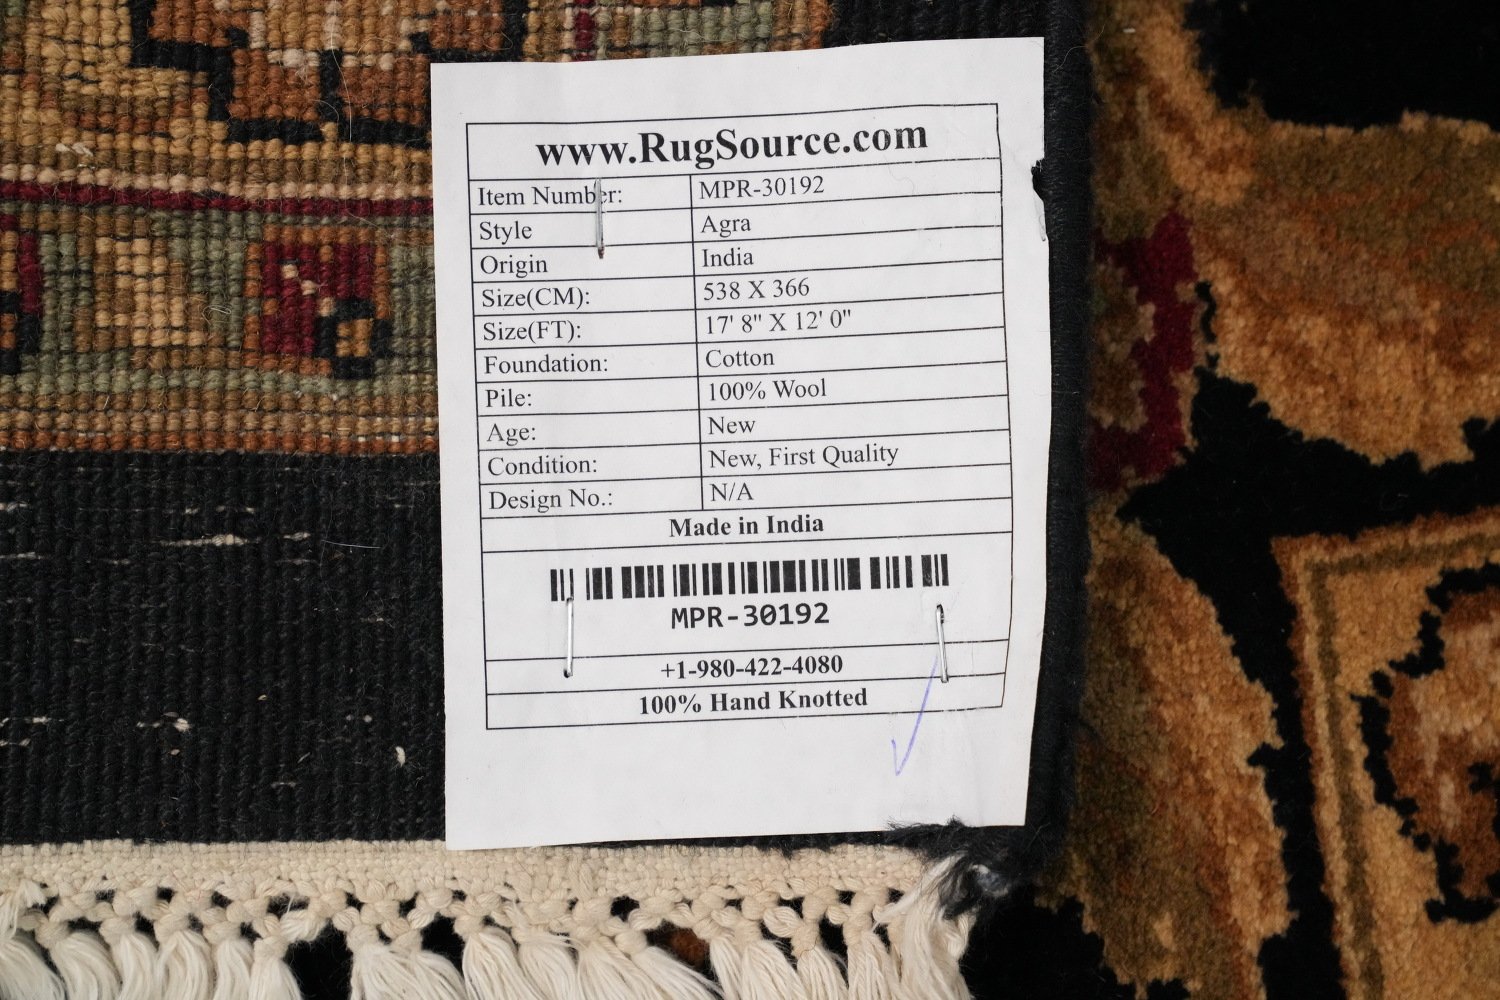 www.RugSource.com
Item Number: MPR-30192
Style Agra
Origin India
Size(CM): 538 X 366
Size(FT): 17' 8" X 12' 0"
Foundation: Cotton
Pile: 100% Wool
Age: New
Condition: New, First Quality
Design No.: N/A
Made in India
MPR-30192
+1-980-422-4080
100% Hand Knotted